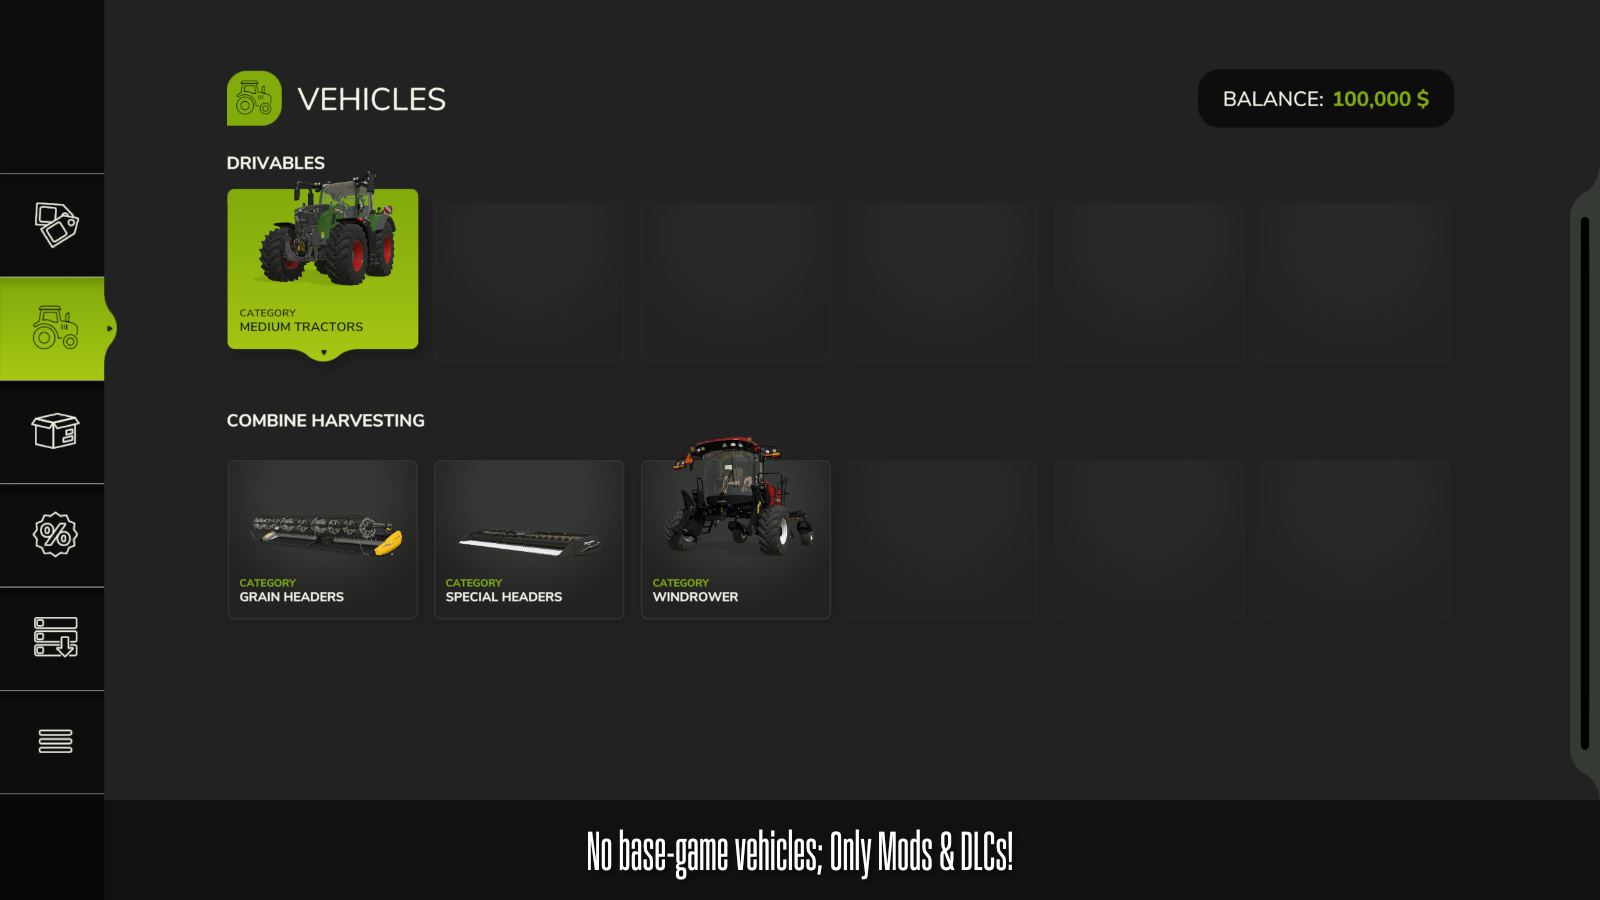 VEHICLES
BALANCE: 100,000 $
DRIVABLES
CATEGORY
MEDIUM TRACTORS
COMBINE HARVESTING
CATEGORY
GRAIN HEADERS
CATEGORY
SPECIAL HEADERS
CATEGORY
WINDROWER
No base-game vehicles; Only Mods & DLCs!